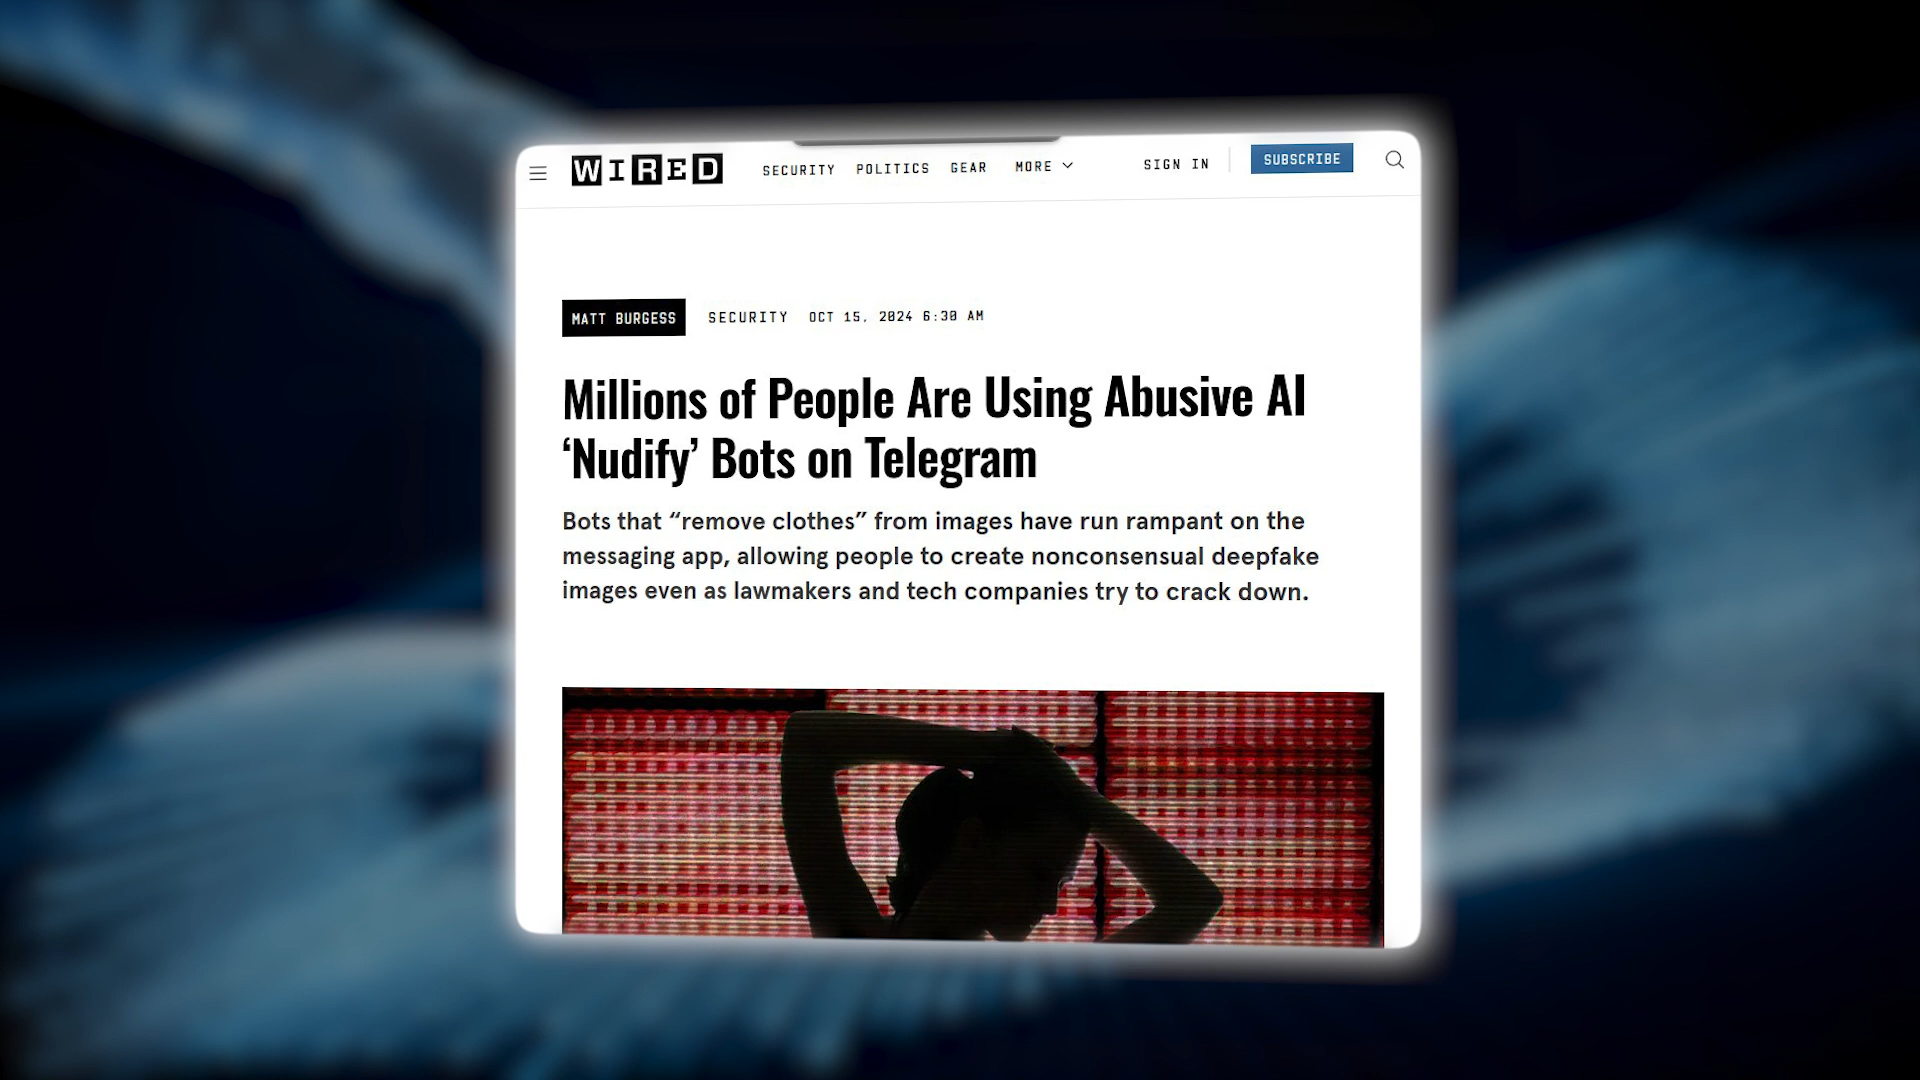 WIRED SECURITY POLITICS GEAR MORE SIGN IN SUBSCRIBE
MATT BURGESS SECURITY OCT 15, 2024 6:30 AM
Millions of People Are Using Abusive AI
‘Nudify’ Bots on Telegram
Bots that “remove clothes” from images have run rampant on the
messaging app, allowing people to create nonconsensual deepfake
images even as lawmakers and tech companies try to crack down.